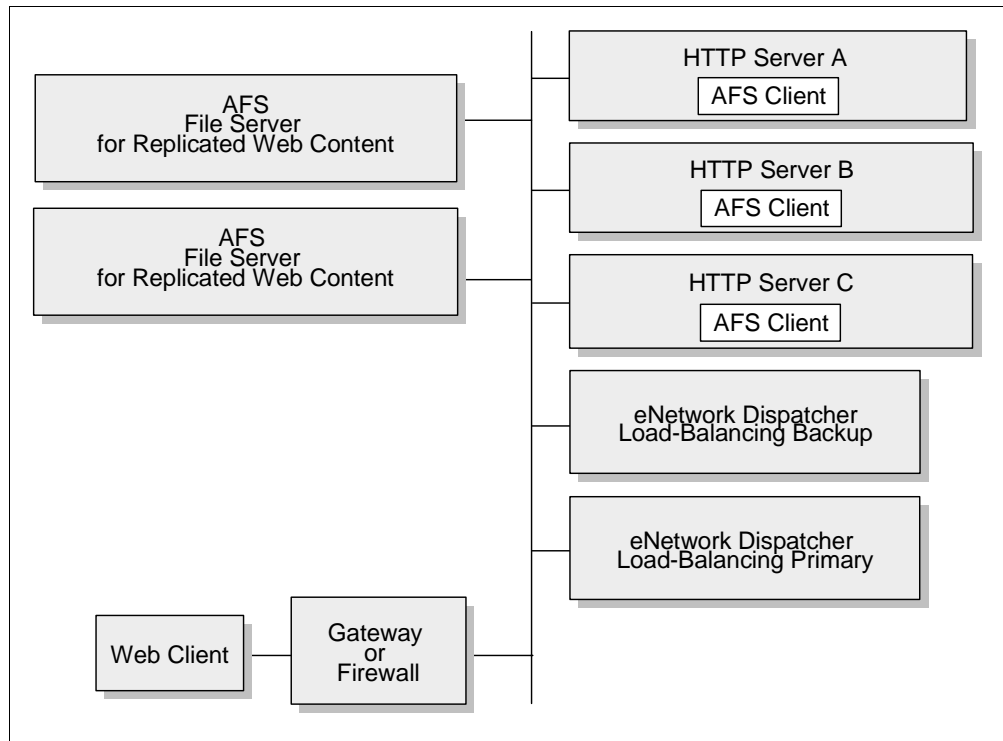 AFS
File Server
for Replicated Web Content
AFS
File Server
for Replicated Web Content
HTTP Server A
AFS Client
HTTP Server B
AFS Client
HTTP Server C
AFS Client
eNetwork Dispatcher
Load-Balancing Backup
eNetwork Dispatcher
Load-Balancing Primary
Web Client
Gateway
or
Firewall